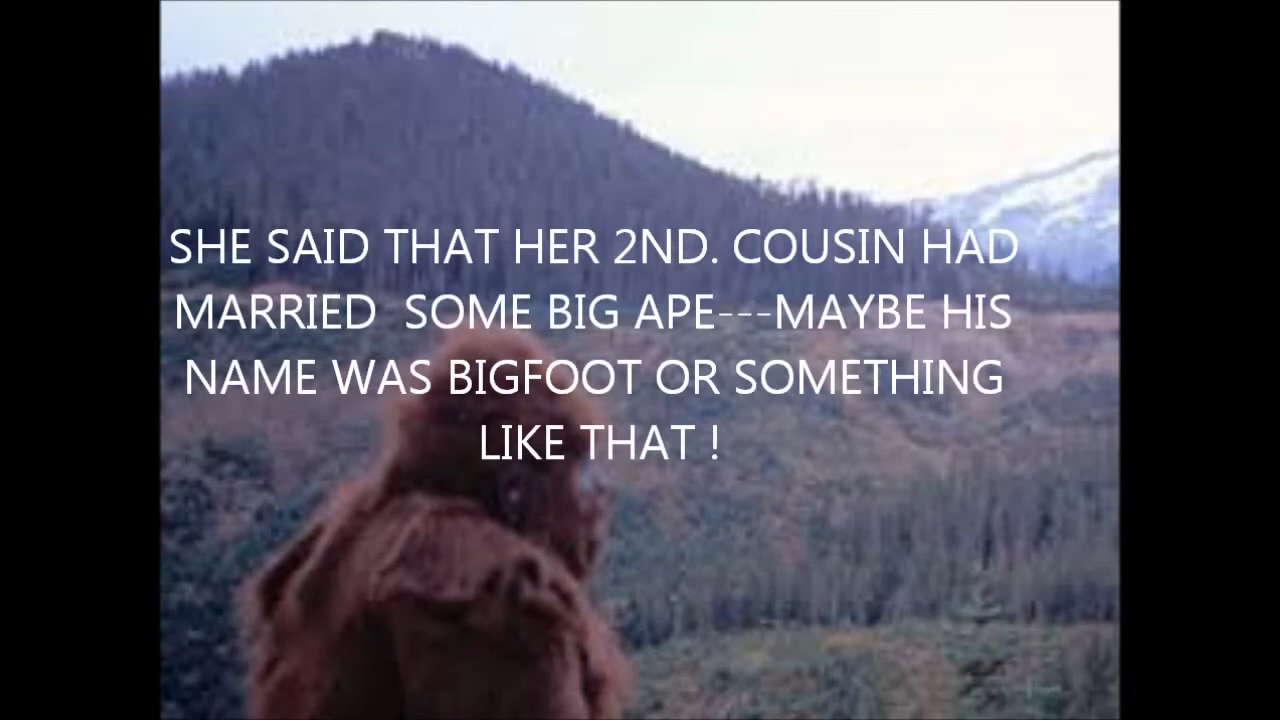 SHE SAID THAT HER 2ND. COUSIN HAD
MARRIED  SOME BIG APE---MAYBE HIS
NAME WAS BIGFOOT OR SOMETHING
LIKE THAT !